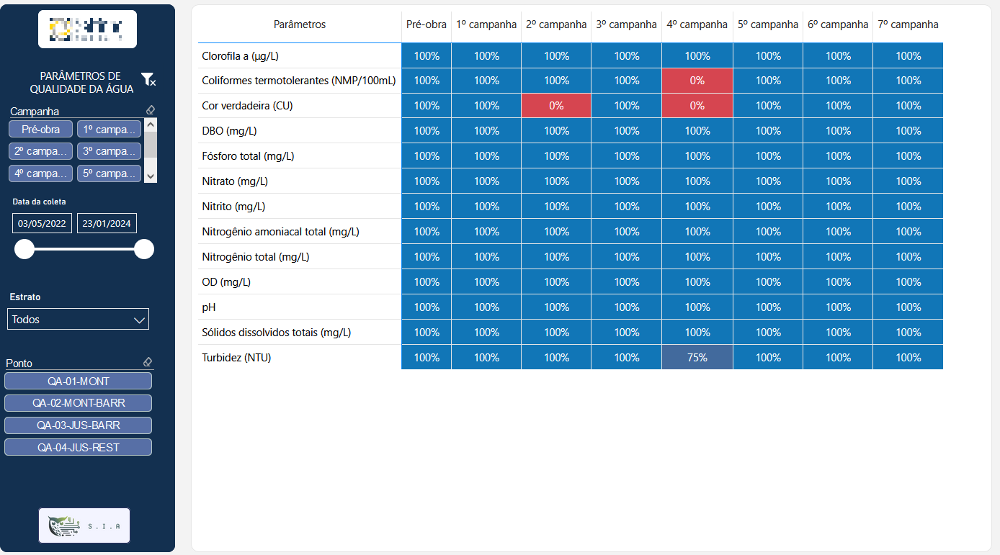 PARÂMETROS DE
QUALIDADE DA ÁGUA
Campanha
Pré-obra 1º campa...
2º campa... 3º campa...
4º campa... 5º campa...
Data da coleta
03/05/2022 23/01/2024
Estrato
Todos
Ponto
QA-01-MONT
QA-02-MONT-BARR
QA-03-JUS-BARR
QA-04-JUS-REST
S.I.A
Parâmetros Pré-obra 1º campanha 2º campanha 3º campanha 4º campanha 5º campanha 6º campanha 7º campanha
Clorofila a (µg/L) 100% 100% 100% 100% 100% 100% 100% 100%
Coliformes termotolerantes (NMP/100mL) 100% 100% 100% 100% 0% 100% 100% 100%
Cor verdadeira (CU) 100% 100% 0% 100% 0% 100% 100% 100%
DBO (mg/L) 100% 100% 100% 100% 100% 100% 100% 100%
Fósforo total (mg/L) 100% 100% 100% 100% 100% 100% 100% 100%
Nitrato (mg/L) 100% 100% 100% 100% 100% 100% 100% 100%
Nitrito (mg/L) 100% 100% 100% 100% 100% 100% 100% 100%
Nitrogênio amoniacal total (mg/L) 100% 100% 100% 100% 100% 100% 100% 100%
Nitrogênio total (mg/L) 100% 100% 100% 100% 100% 100% 100% 100%
OD (mg/L) 100% 100% 100% 100% 100% 100% 100% 100%
pH 100% 100% 100% 100% 100% 100% 100% 100%
Sólidos dissolvidos totais (mg/L) 100% 100% 100% 100% 100% 100% 100% 100%
Turbidez (NTU) 100% 100% 100% 100% 75% 100% 100% 100%